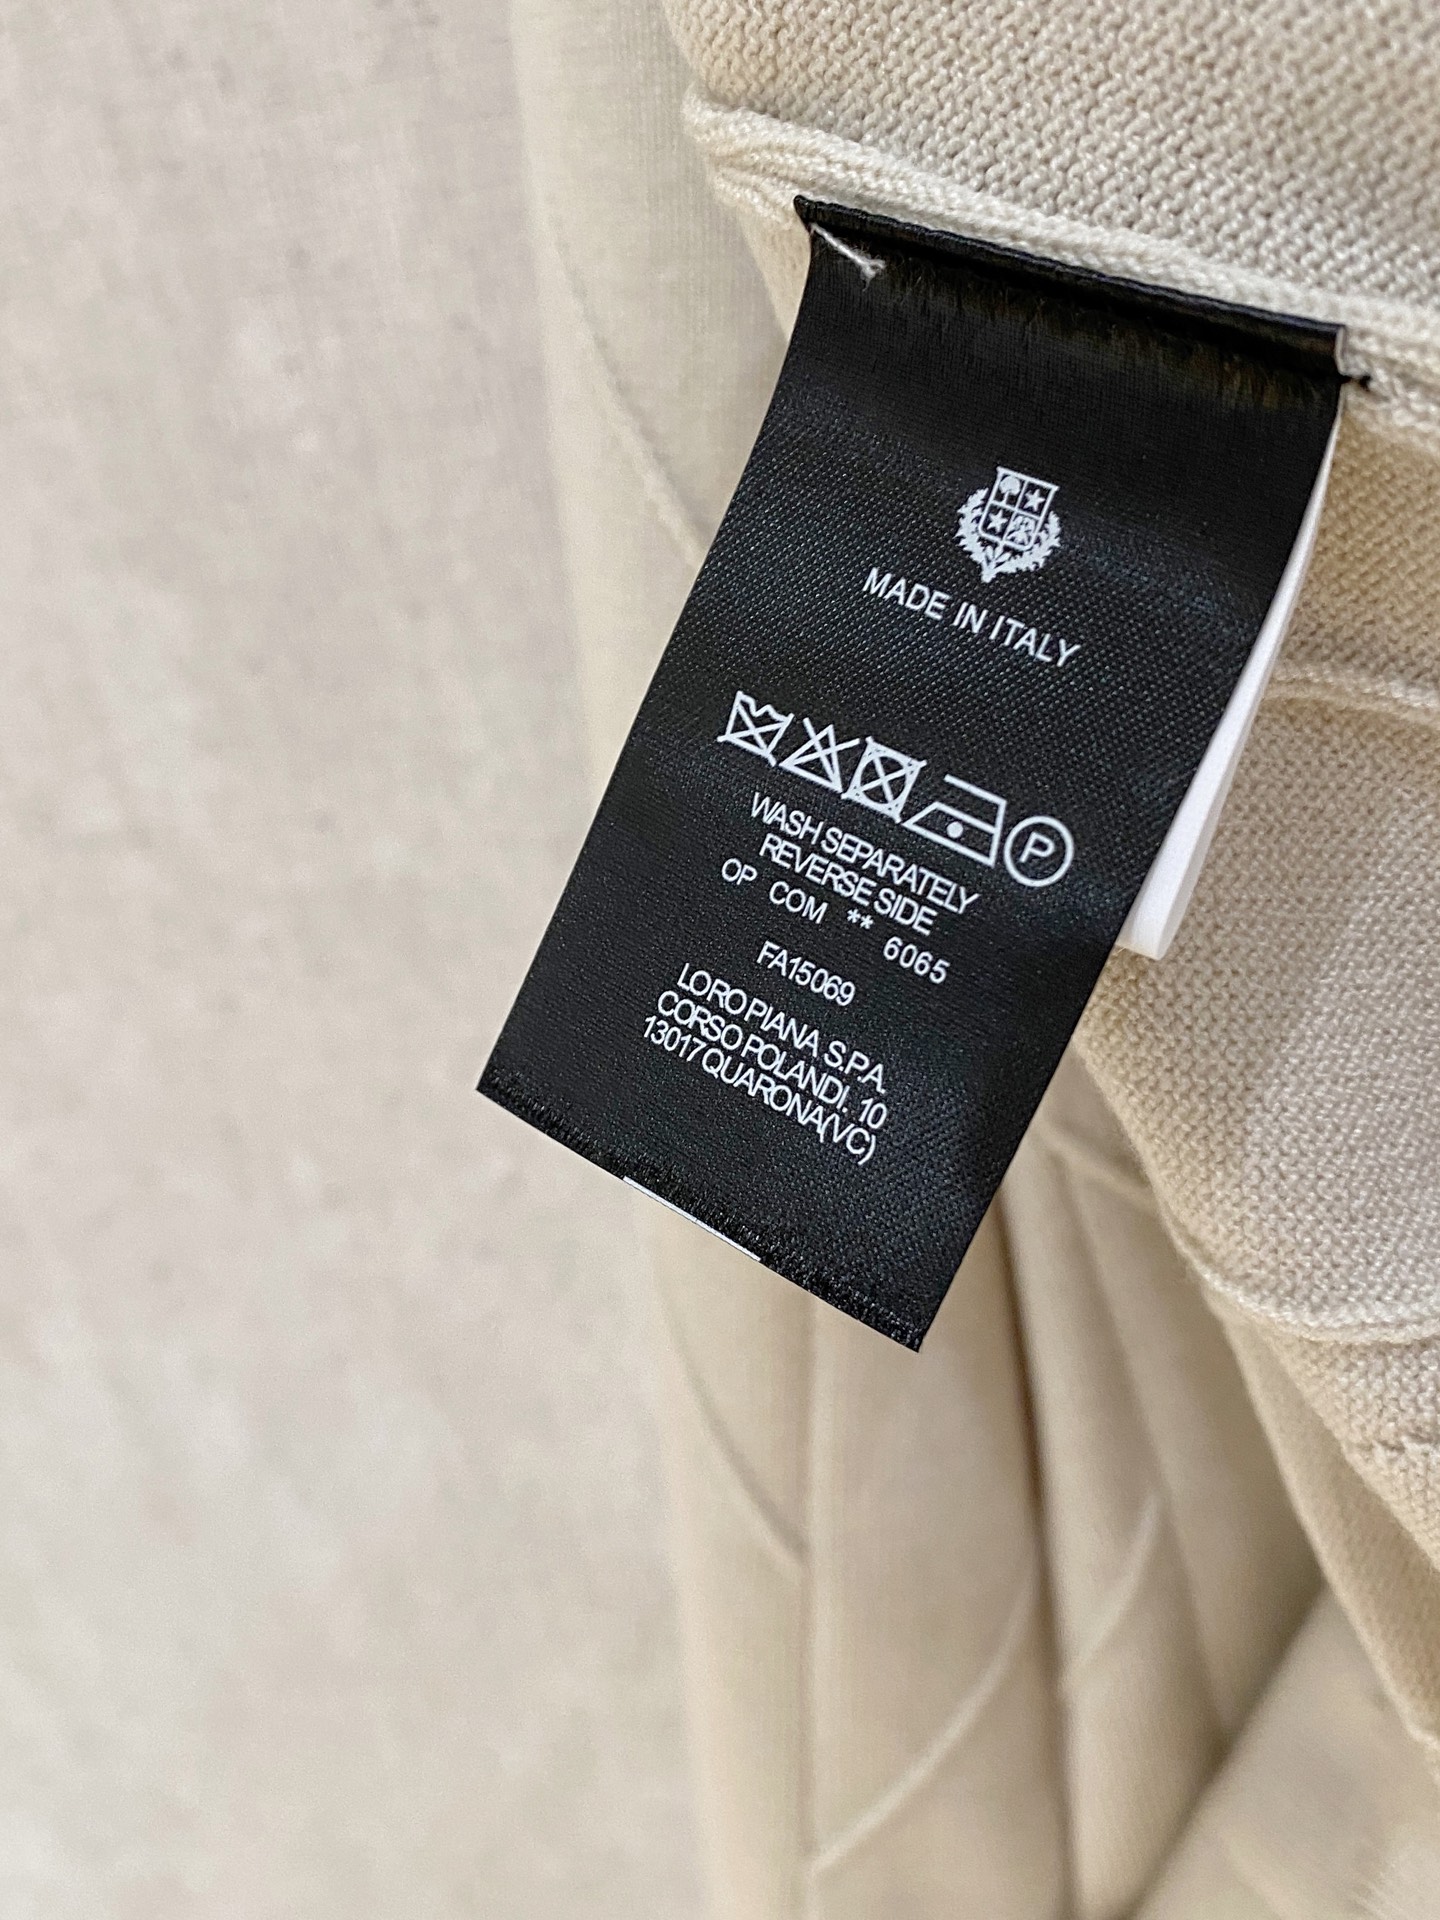 MADE IN ITALY
P
WASH SEPARATELY
REVERSE SIDE
OP COM ** 6065
FA15069
LORO PIANA S.P.A.
CORSO POLANDI. 10
13017 QUARONA(VC)